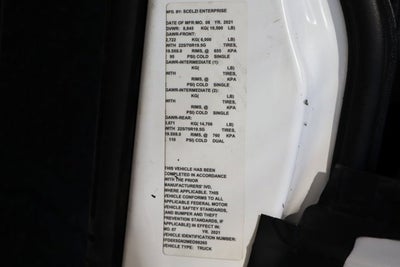 MFG. BY: SCELZI ENTERPRISE
DATE OF MFR: MO. 08 YR. 2021
GVWR: 8,845 KG( 19,500 LB)
GAWR-FRONT:
2,722 KG( 6,000 LB)
WITH 225/70R19.5G TIRES,
19.5X6.0 RIMS, @ 655 KPA
95 PSI) COLD SINGLE
GAWR-INTERMEDIATE (1):
KG( LB)
WITH TIRES,
RIMS, @ KPA
PSI) COLD SINGLE
GAWR-INTERMEDIATE (2):
KG( LB)
WITH TIRES,
RIMS, @ KPA
PSI) COLD SINGLE
GAWR-REAR:
14,706 LB)
WITH 225/70R19.5G TIRES,
19.5X6.0 RIMS, @ 760 KPA
110 PSI) COLD DUAL
THIS VEHICLE HAS BEEN
COMPLETED IN ACCORDANCE
WITH THE PRIOR
MANUFACTURERS' IVD,
WHERE APPLICABLE. THIS
VEHICLE CONFORMS TO ALL
APPLICABLE FEDERAL MOTOR
VEHICLE SAFTEY STANDARDS,
AND BUMPER AND THEFT
PREVENTION STANDARDS, IF
APPLICABLE] IN EFFECT IN:
MO. 07 YR. 2021
VEHICLE IDENTIFICATION NUMBER:
VEHICLE TYPE: TRUCK